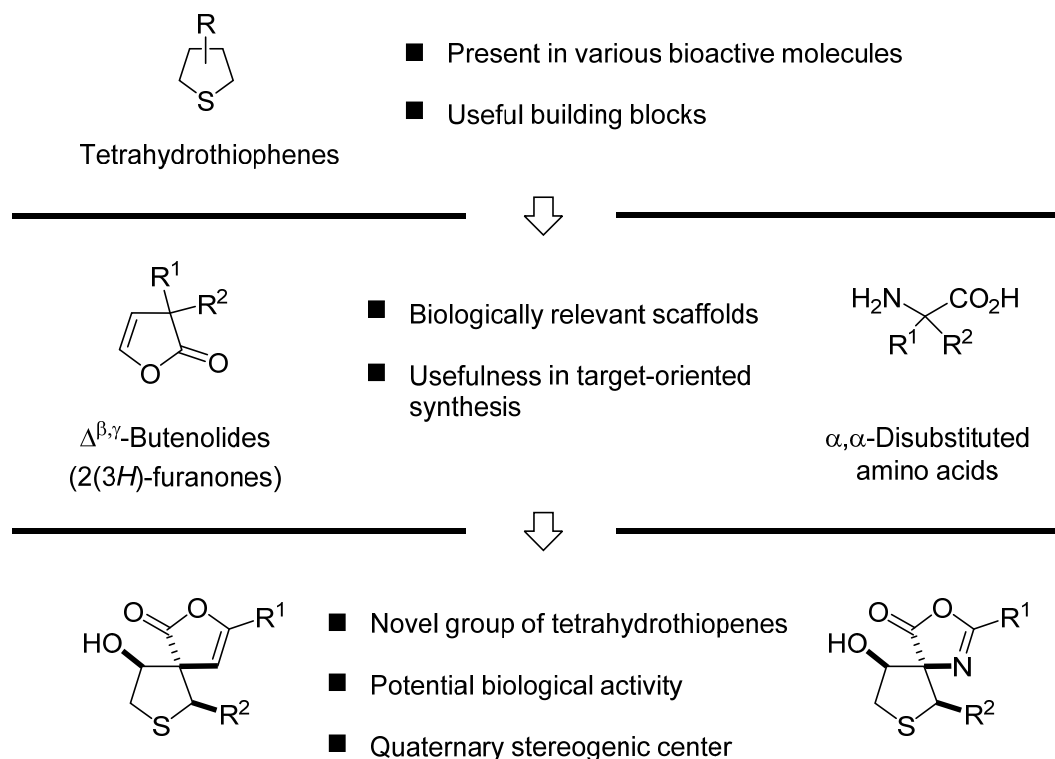 R
S
Tetrahydrothiophenes
■ Present in various bioactive molecules
■ Useful building blocks
R¹
R²
O
O
Δβ,γ-Butenolides
(2(3H)-furanones)
■ Biologically relevant scaffolds
■ Usefulness in target-oriented
synthesis
H₂N CO₂H
R¹ R²
α,α-Disubstituted
amino acids
O O R¹
HO
S R²
■ Novel group of tetrahydrothiopenes
■ Potential biological activity
■ Quaternary stereogenic center
O O R¹
HO N
S R²